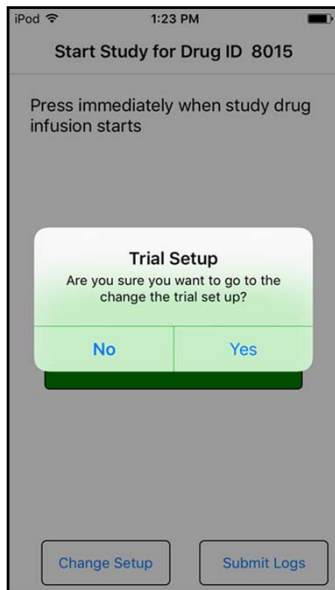 iPod 1:23 PM
Start Study for Drug ID 8015
Press immediately when study drug
infusion starts
Trial Setup
Are you sure you want to go to the
change the trial set up?
No Yes
Change Setup Submit Logs